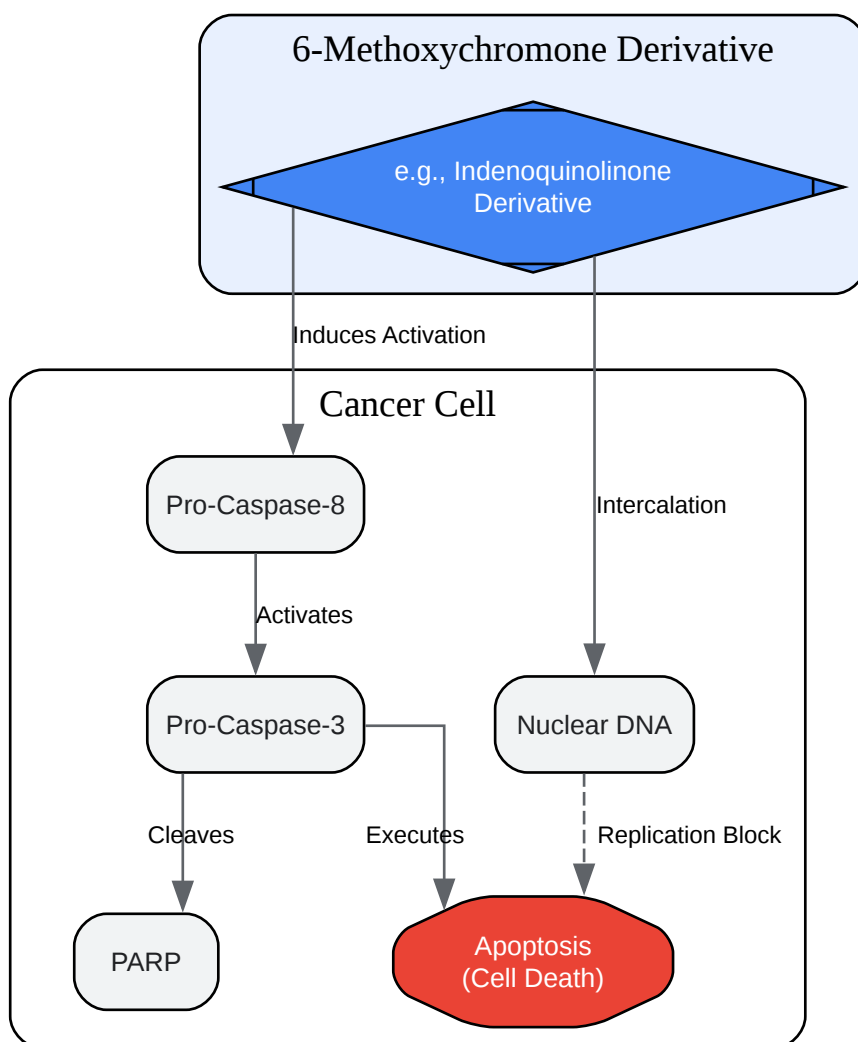 6-Methoxychromone Derivative
e.g., Indenoquinolinone
Derivative
Induces Activation
Cancer Cell
Pro-Caspase-8
Intercalation
Activates
Pro-Caspase-3
Nuclear DNA
Cleaves
Executes
Replication Block
PARP
Apoptosis
(Cell Death)